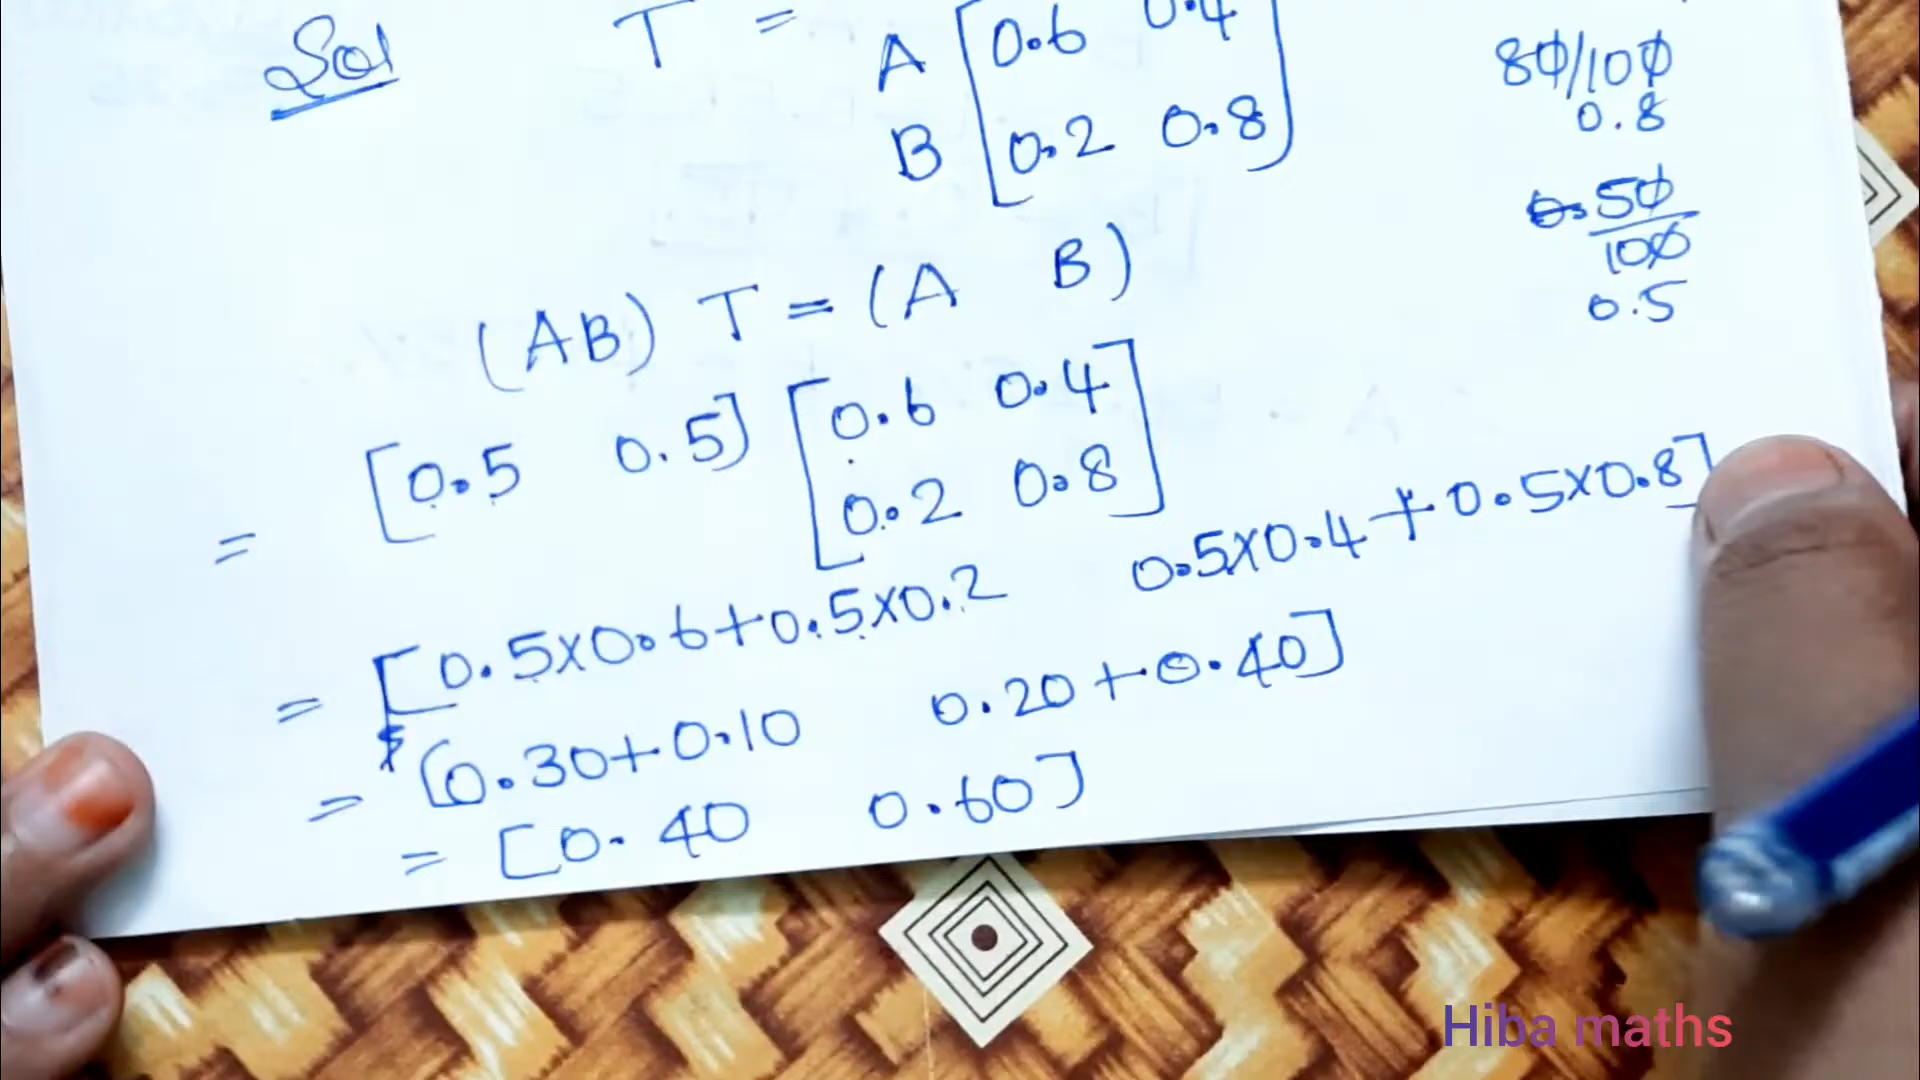 Sol T = A [0.6 0.4
B 0.2 0.8]
80/100
0.8
0.50
100
0.5
(AB) T = (A B)
[0.5 0.5] [0.6 0.4
0.2 0.8]
= [0.5×0.6+0.5×0.2 0.5×0.4+0.5×0.8]
= [0.30+0.10 0.20+0.40]
= [0.40 0.60]
Hiba maths